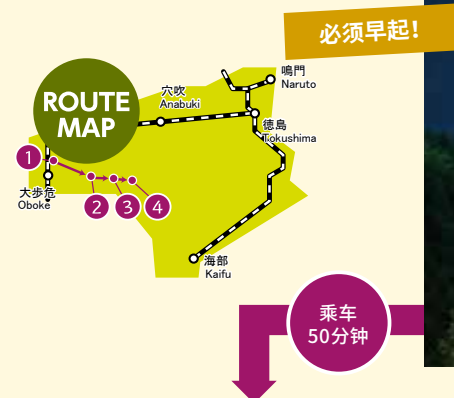 必须早起！
ROUTE
MAP
鳴門
Naruto
穴吹
Anabuki
徳島
Tokushima
1
大歩危
Oboke
2
3
4
海部
Kaifu
乘车
50分钟